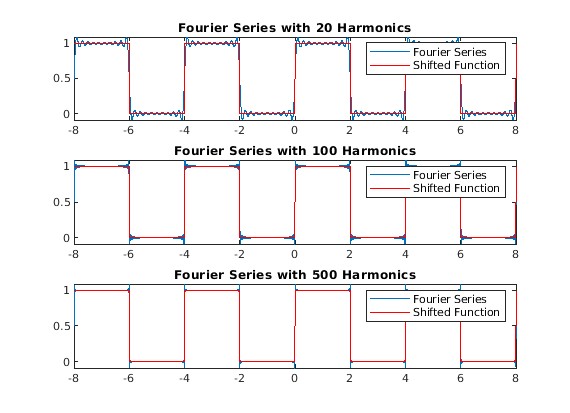 Fourier Series with 20 Harmonics
1
0.5
0
Fourier Series
Shifted Function
-8 -6 -4 -2 0 2 4 6 8
Fourier Series with 100 Harmonics
1
0.5
0
Fourier Series
Shifted Function
-8 -6 -4 -2 0 2 4 6 8
Fourier Series with 500 Harmonics
1
0.5
0
Fourier Series
Shifted Function
-8 -6 -4 -2 0 2 4 6 8